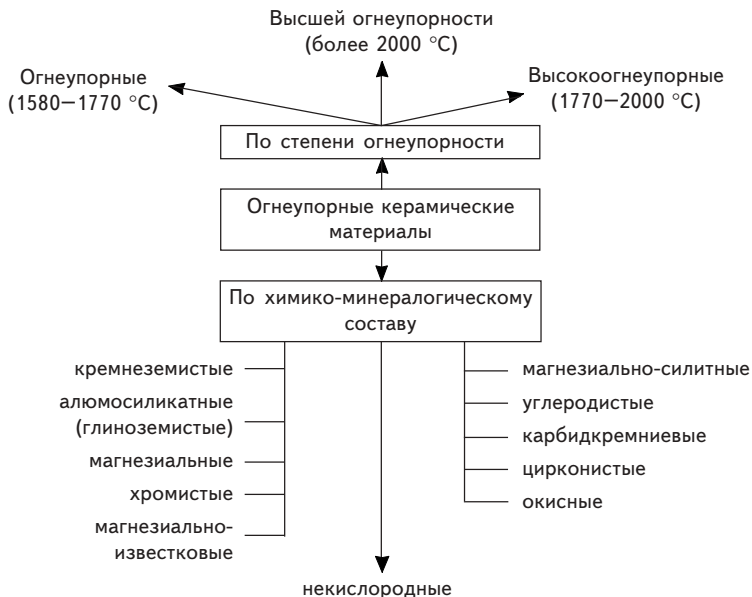 Высшей огнеупорности
(более 2000 °C)
Огнеупорные
(1580—1770 °C)
Высокоогнеупорные
(1770—2000 °C)
По степени огнеупорности
Огнеупорные керамические
материалы
По химико-минералогическому
составу
кремнеземистые
алюмосиликатные
(глиноземистые)
магнезиальные
хромистые
магнезиально-
известковые
магнезиально-силитные
углеродистые
карбидкремниевые
цирконистые
окисные
некислородные